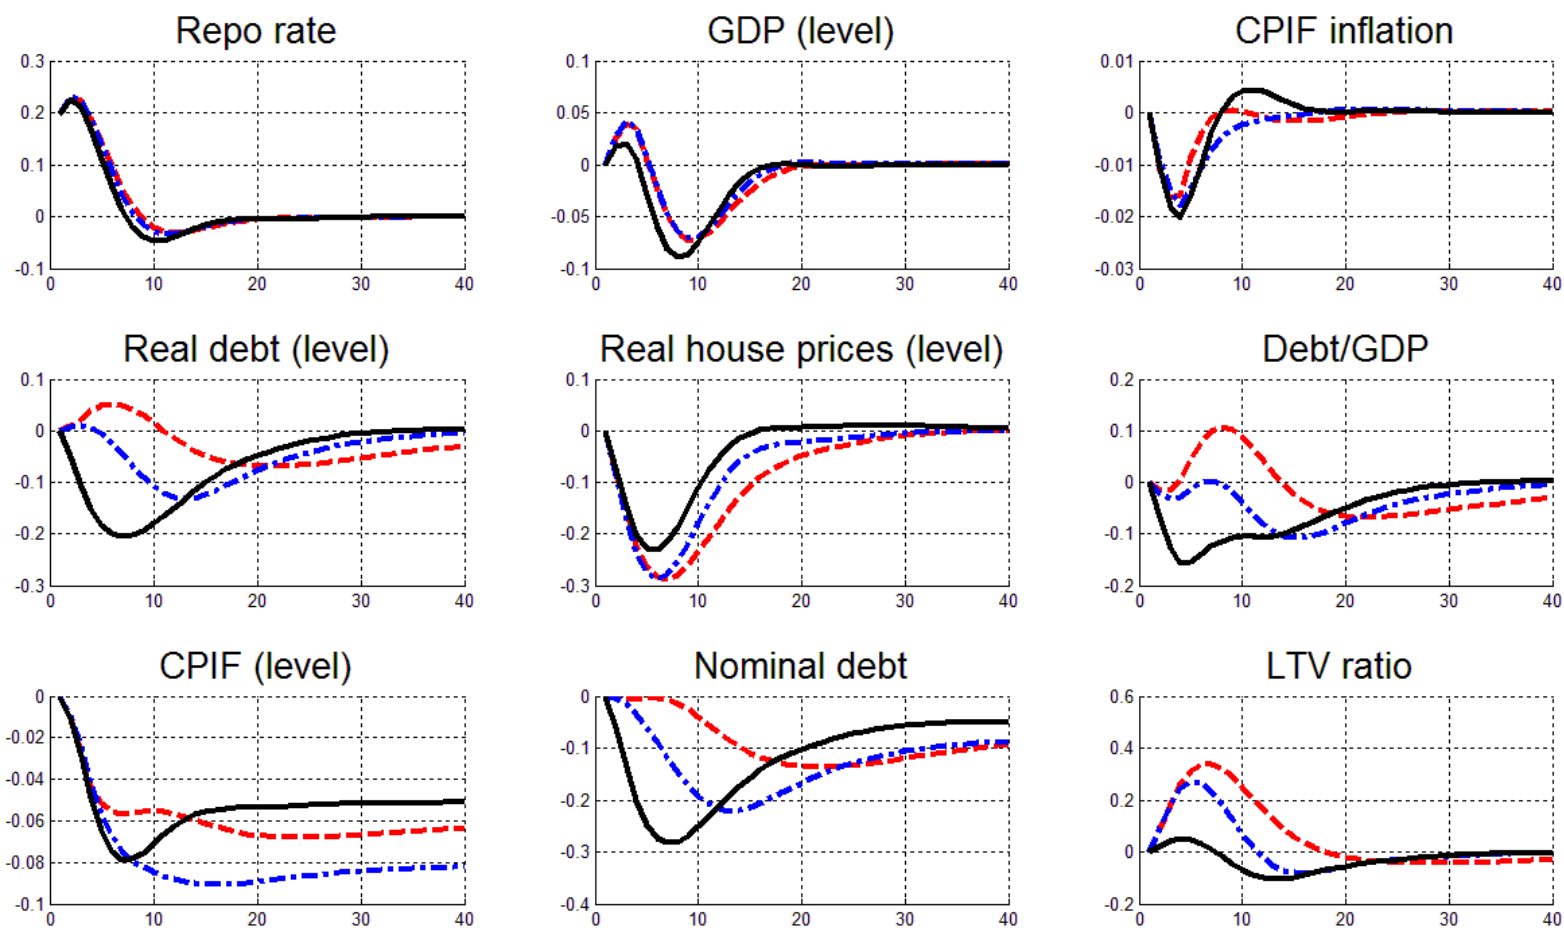 Repo rate GDP (level) CPIF inflation
0.3 0.1 0.01
0.2 0.05 0
0.1 0 -0.01
0 -0.05 -0.02
-0.1 -0.1 -0.03
0 10 20 30 40 0 10 20 30 40 0 10 20 30 40
Real debt (level) Real house prices (level) Debt/GDP
0.1 0.1 0.2
0 0 0.1
-0.1 -0.1 0
-0.2 -0.2 -0.1
-0.3 -0.3 -0.2
0 10 20 30 40 0 10 20 30 40 0 10 20 30 40
CPIF (level) Nominal debt LTV ratio
0 0 0.6
-0.02 -0.1 0.4
-0.04 -0.2 0.2
-0.06 -0.3 0
-0.08 -0.4 -0.2
-0.1
0 10 20 30 40 0 10 20 30 40 0 10 20 30 40